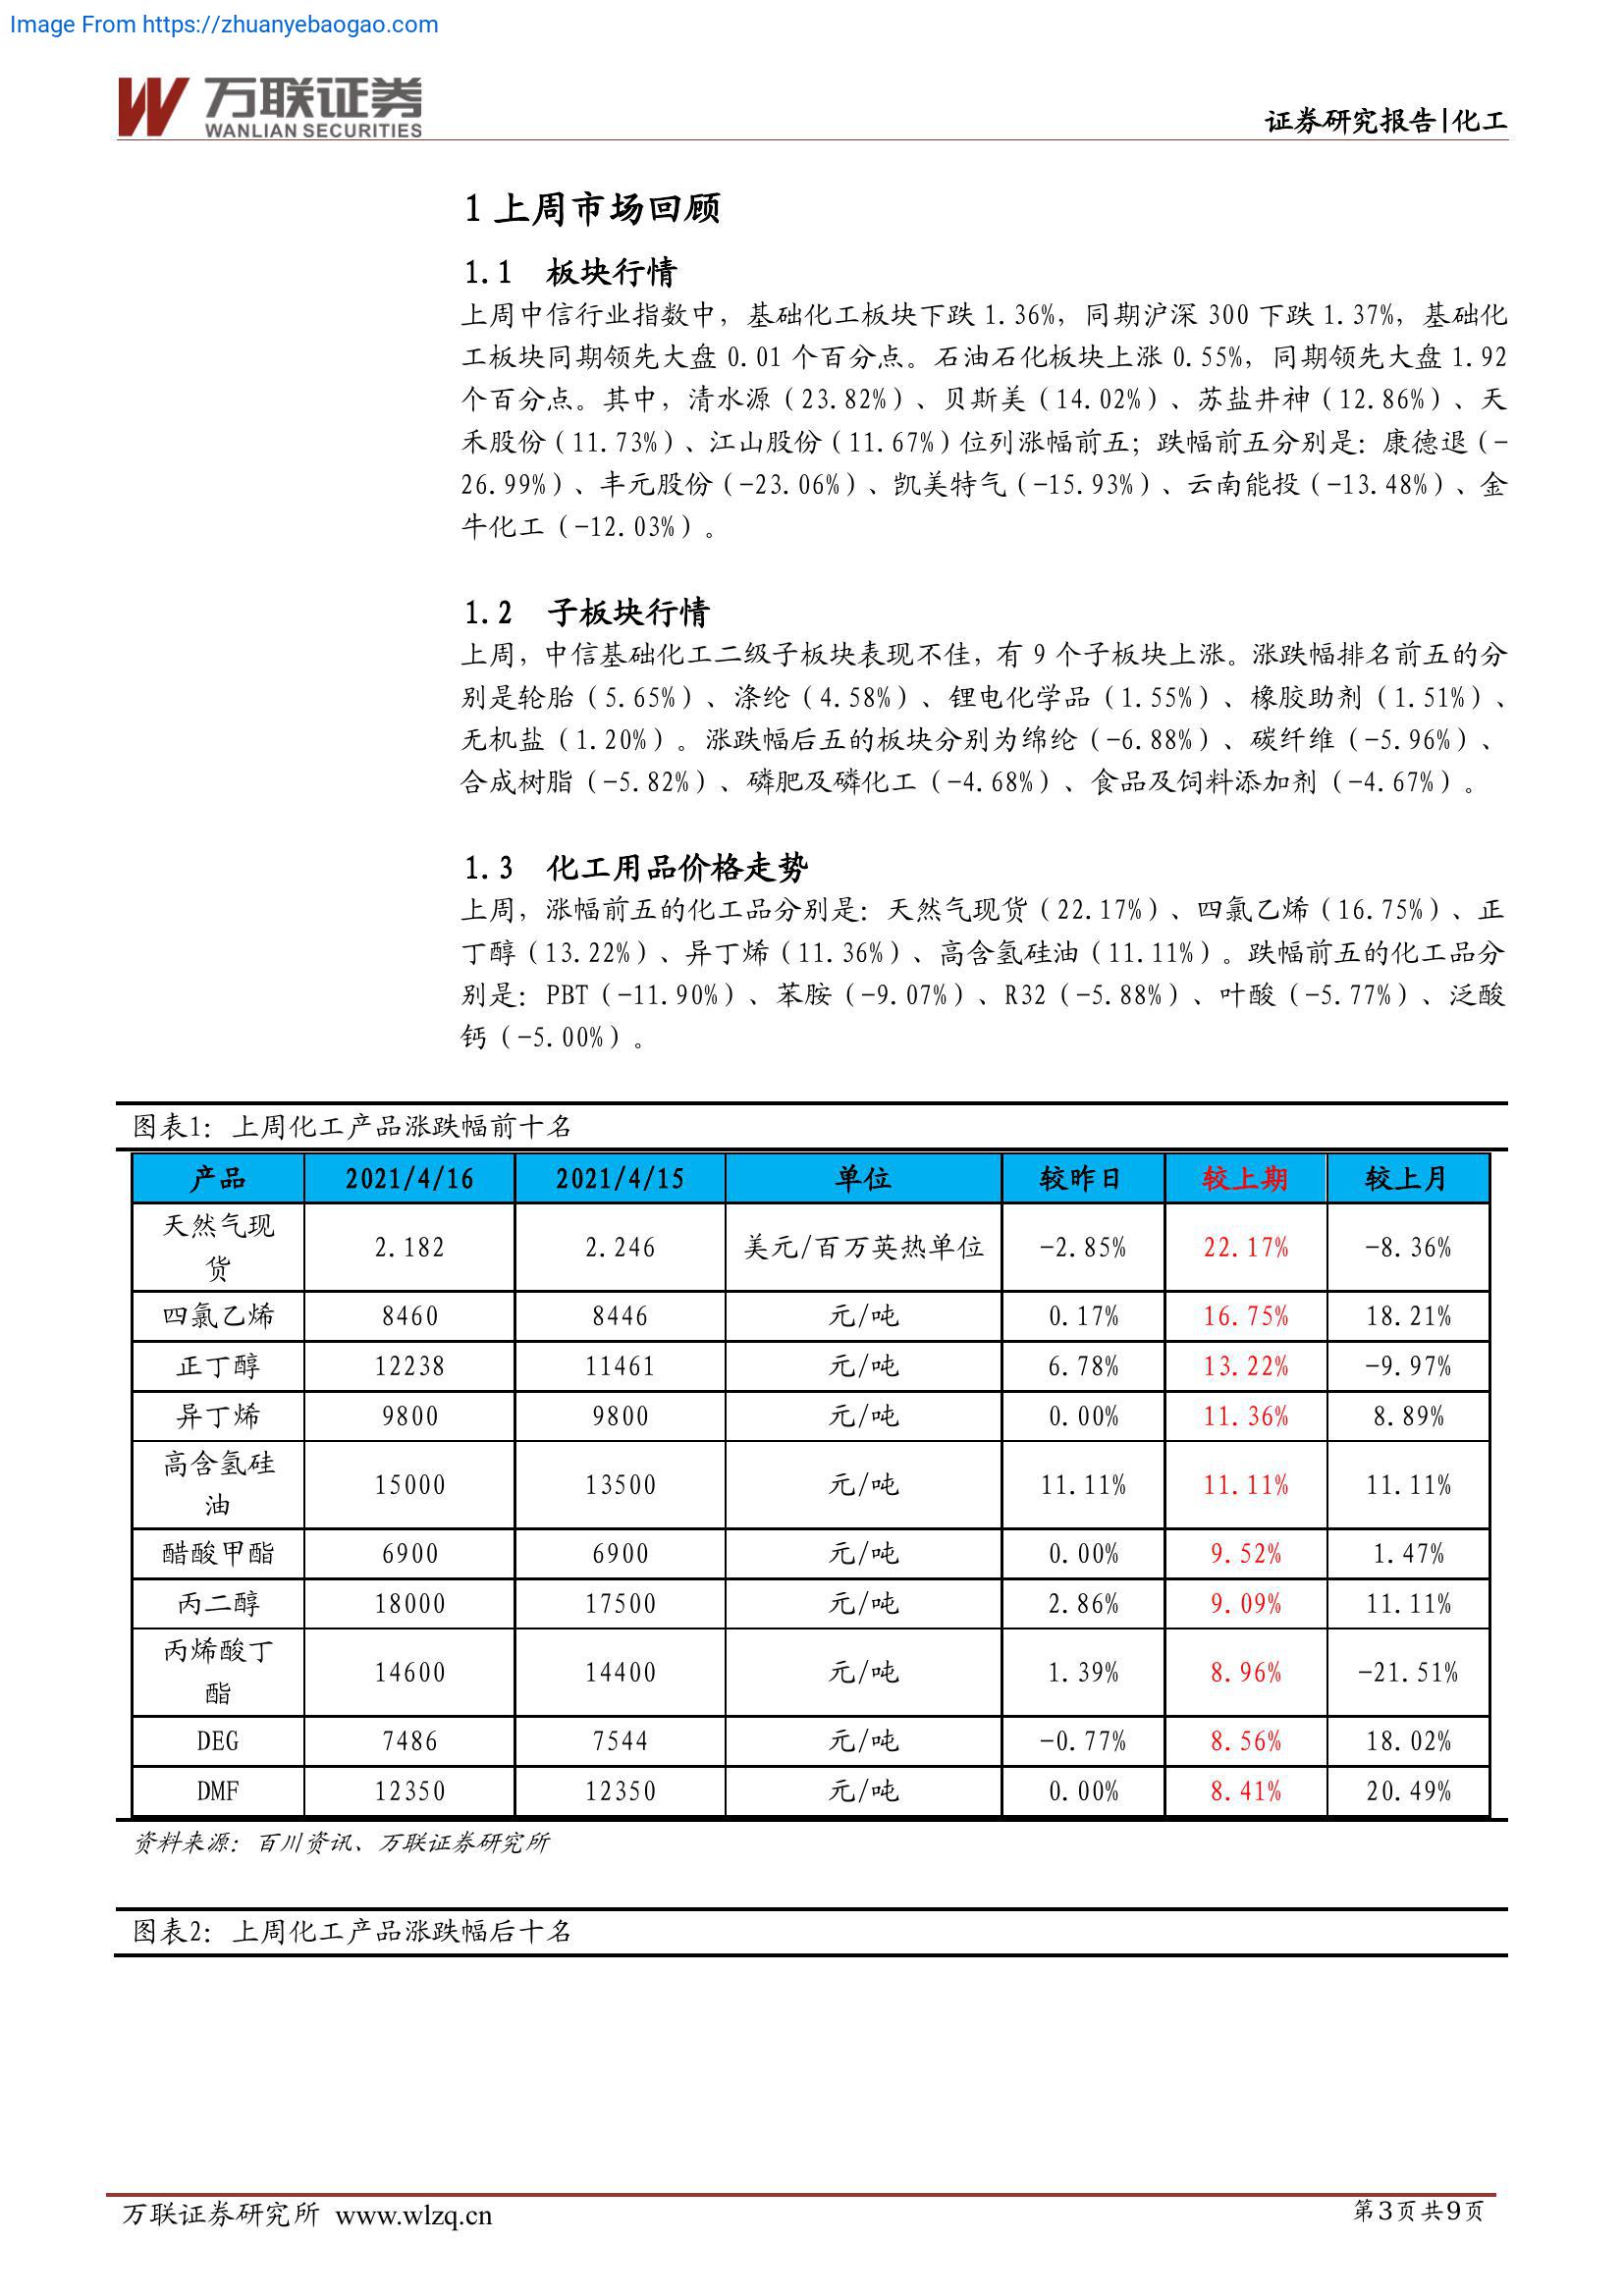 Image From https://zhuanyebaogao.com
万联证券
WANLIAN SECURITIES
证券研究报告|化工
1 上周市场回顾
1.1 板块行情
上周中信行业指数中，基础化工板块下跌 1.36%，同期沪深 300 下跌 1.37%，基础化
工板块同期领先大盘 0.01 个百分点。石油石化板块上涨 0.55%，同期领先大盘 1.92
个百分点。其中，清水源（23.82%）、贝斯美（14.02%）、苏盐井神（12.86%）、天
禾股份（11.73%）、江山股份（11.67%）位列涨幅前五；跌幅前五分别是：康德退（-
26.99%）、丰元股份（-23.06%）、凯美特气（-15.93%）、云南能投（-13.48%）、金
牛化工（-12.03%）。
1.2 子板块行情
上周，中信基础化工二级子板块表现不佳，有 9 个子板块上涨。涨跌幅排名前五的分
别是轮胎（5.65%）、涤纶（4.58%）、锂电化学品（1.55%）、橡胶助剂（1.51%）、
无机盐（1.20%）。涨跌幅后五的板块分别为绵纶（-6.88%）、碳纤维（-5.96%）、
合成树脂（-5.82%）、磷肥及磷化工（-4.68%）、食品及饲料添加剂（-4.67%）。
1.3 化工用品价格走势
上周，涨幅前五的化工品分别是：天然气现货（22.17%）、四氯乙烯（16.75%）、正
丁醇（13.22%）、异丁烯（11.36%）、高含氢硅油（11.11%）。跌幅前五的化工品分
别是：PBT（-11.90%）、苯胺（-9.07%）、R32（-5.88%）、叶酸（-5.77%）、泛酸
钙（-5.00%）。
图表1：上周化工产品涨跌幅前十名
产品 2021/4/16 2021/4/15 单位 较昨日 较上期 较上月
天然气现
货 2.182 2.246 美元/百万英热单位 -2.85% 22.17% -8.36%
四氯乙烯 8460 8446 元/吨 0.17% 16.75% 18.21%
正丁醇 12238 11461 元/吨 6.78% 13.22% -9.97%
异丁烯 9800 9800 元/吨 0.00% 11.36% 8.89%
高含氢硅
油 15000 13500 元/吨 11.11% 11.11% 11.11%
醋酸甲酯 6900 6900 元/吨 0.00% 9.52% 1.47%
丙二醇 18000 17500 元/吨 2.86% 9.09% 11.11%
丙烯酸丁
酯 14600 14400 元/吨 1.39% 8.96% -21.51%
DEG 7486 7544 元/吨 -0.77% 8.56% 18.02%
DMF 12350 12350 元/吨 0.00% 8.41% 20.49%
资料来源：百川资讯、万联证券研究所
图表2：上周化工产品涨跌幅后十名
万联证券研究所 www.wlzq.cn
第3页共9页